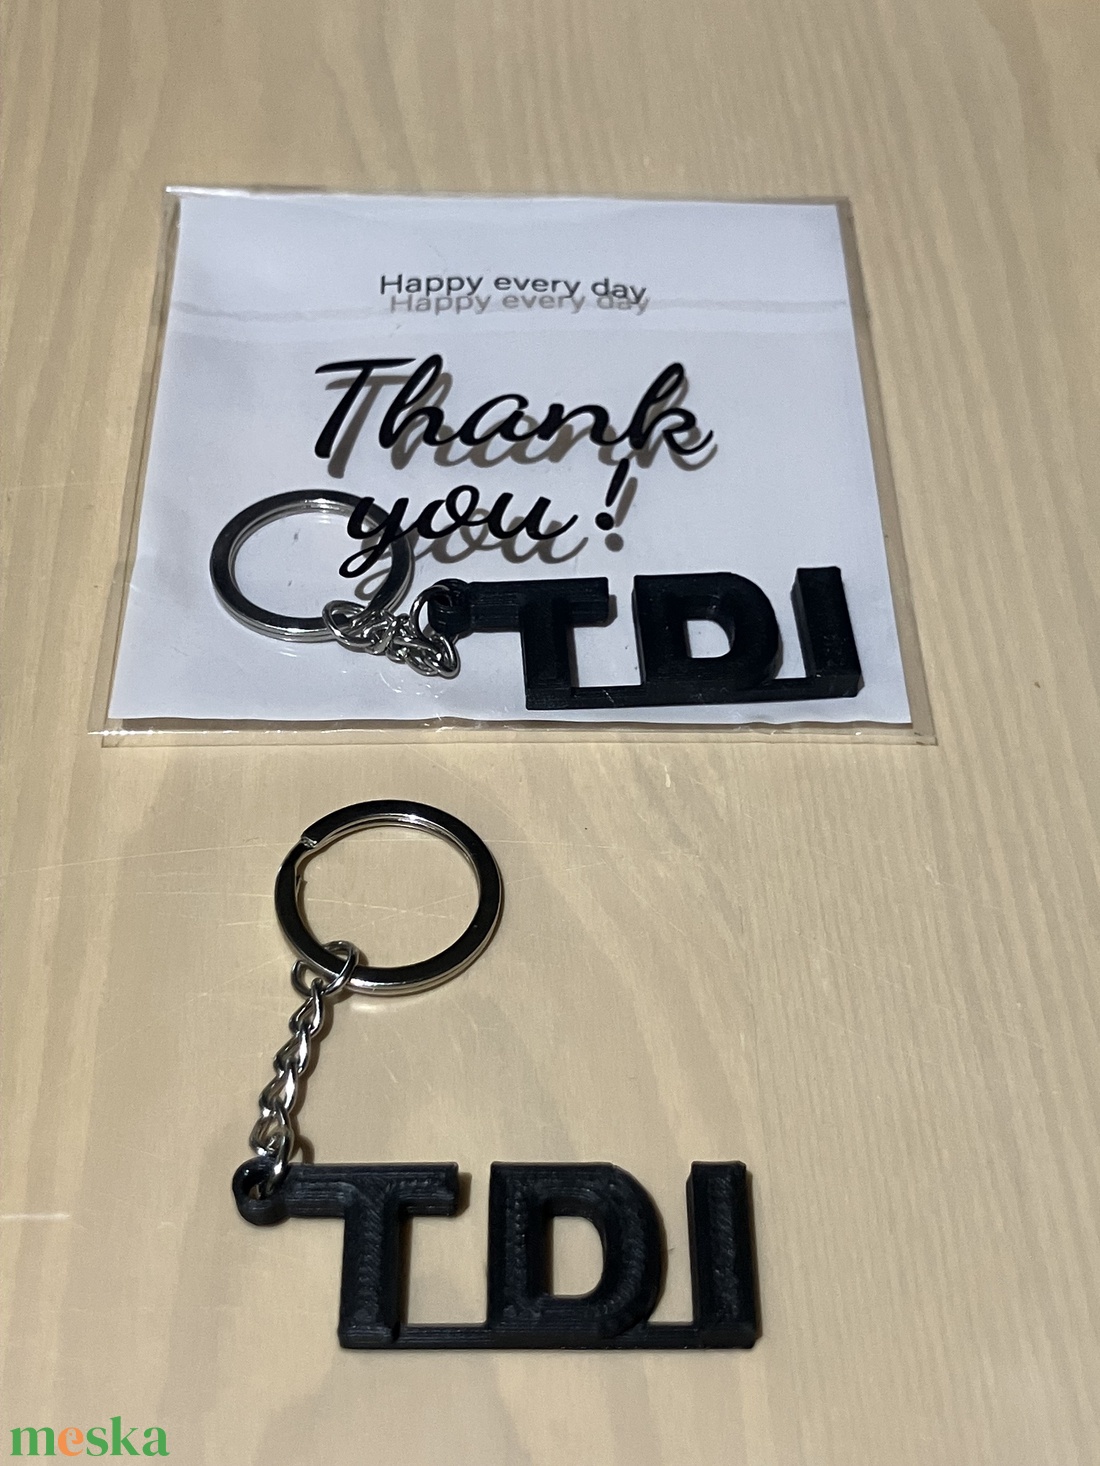 Happy every day
Thank
you!
TDI
TDI
meska